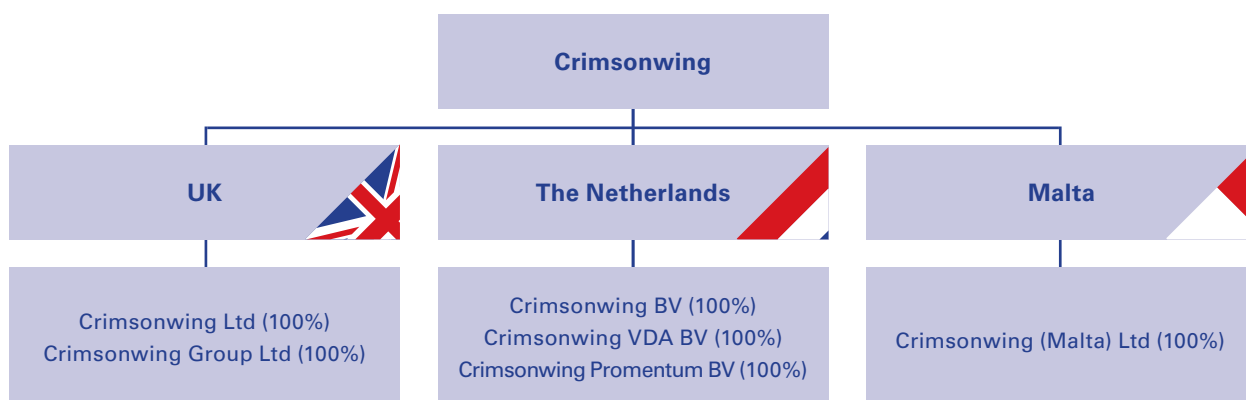 Crimsonwing
UK
The Netherlands
Malta
Crimsonwing Ltd (100%)
Crimsonwing Group Ltd (100%)
Crimsonwing BV (100%)
Crimsonwing VDA BV (100%)
Crimsonwing Promentum BV (100%)
Crimsonwing (Malta) Ltd (100%)